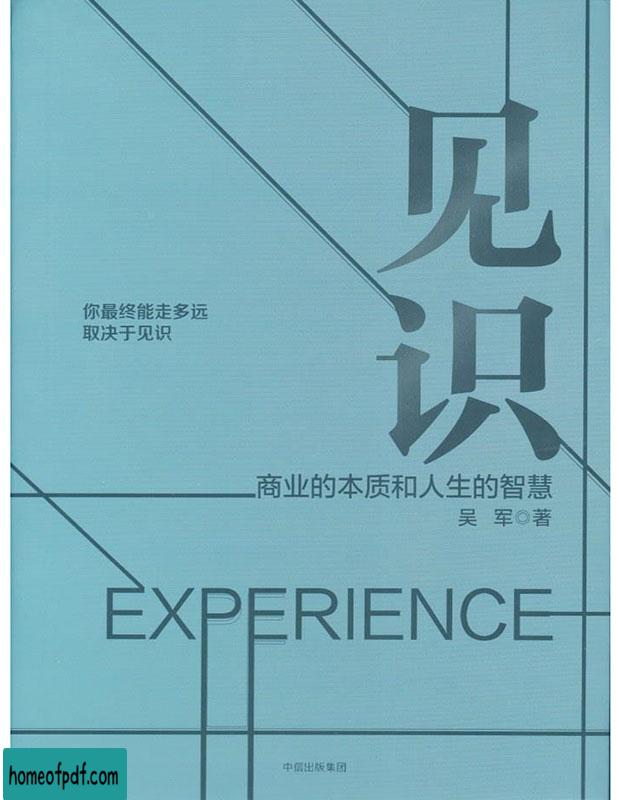 见
识
你最终能走多远
取决于见识
商业的本质和人生的智慧
吴 军◎著
EXPERIENCE
中信出版集团
homeofpdf.com